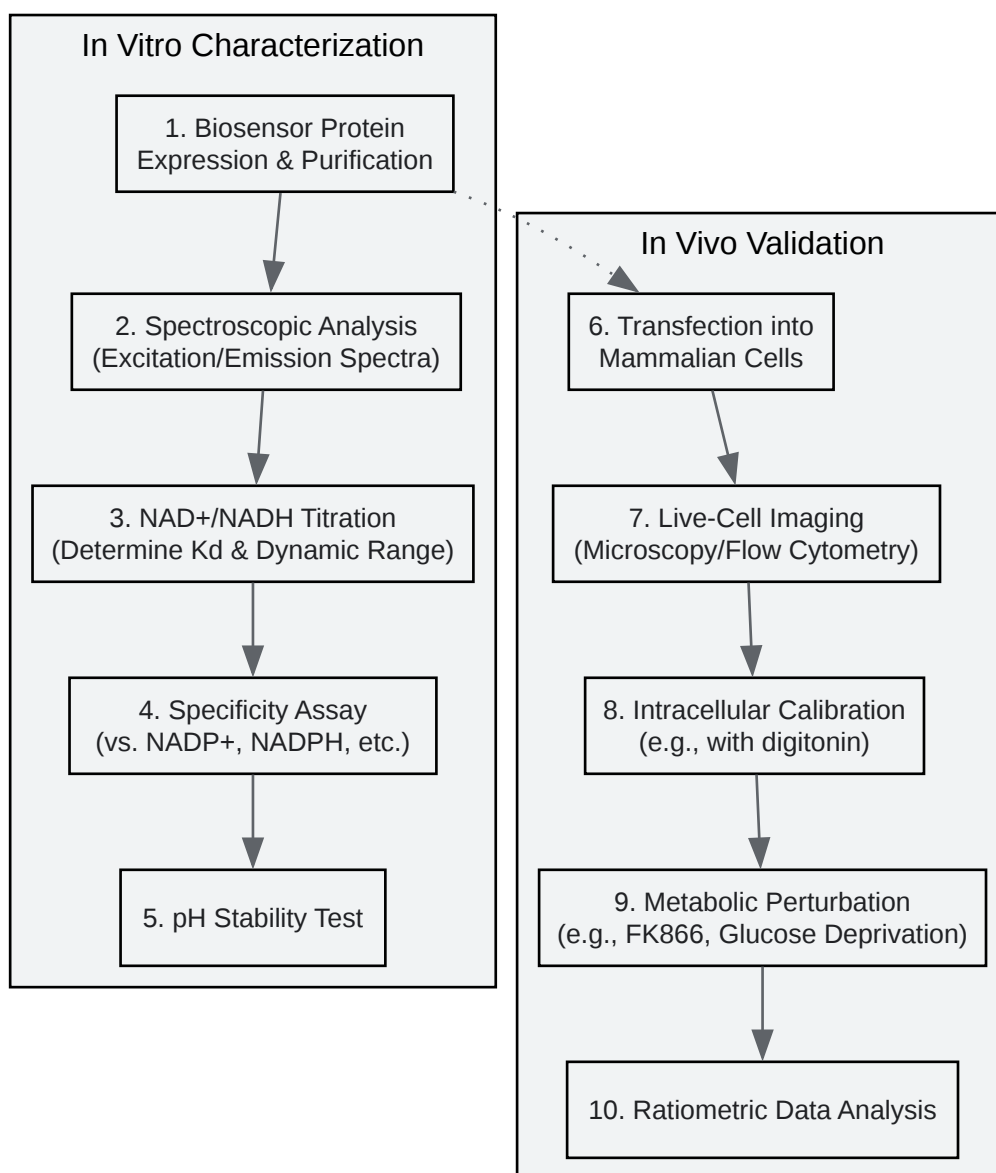 In Vitro Characterization
1. Biosensor Protein
Expression & Purification
2. Spectroscopic Analysis
(Excitation/Emission Spectra)
3. NAD+/NADH Titration
(Determine Kd & Dynamic Range)
4. Specificity Assay
(vs. NADP+, NADPH, etc.)
5. pH Stability Test
In Vivo Validation
6. Transfection into
Mammalian Cells
7. Live-Cell Imaging
(Microscopy/Flow Cytometry)
8. Intracellular Calibration
(e.g., with digitonin)
9. Metabolic Perturbation
(e.g., FK866, Glucose Deprivation)
10. Ratiometric Data Analysis